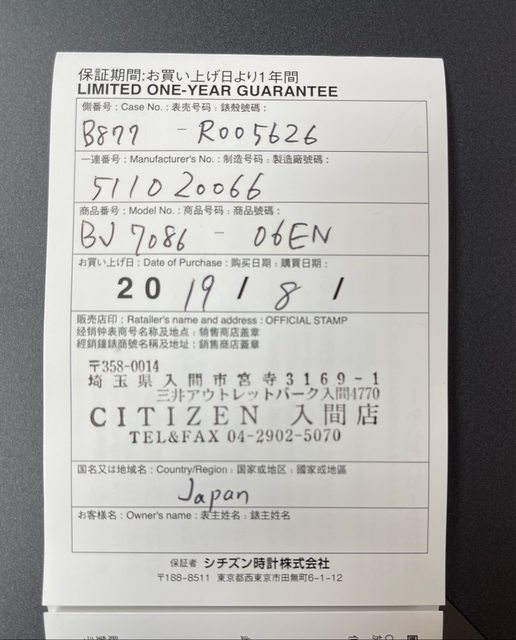 保証期間:お買い上げ日より1年間
LIMITED ONE-YEAR GUARANTEE
側番号:Case No.:表壳号码:錶殼號碼:
B877 - R005626
一連番号:Manufacturer's No.:制造号码:製造廠號碼:
511020066
商品番号:Model No.:商品号码:商品號碼:
BJ7086 - 06EN
お買い上げ日:Date of Purchase:购买日期:購買日期:
20 19 / 8 /
販売店印:Ratailer's name and address:OFFICIAL STAMP
经销钟表商号名称及地点:销售商店盖章
經銷鐘錶商號名稱及地址:銷售商店蓋章
〒358-0014
埼玉県入間市宮寺3169-1
三井アウトレットパーク入間4770
CITIZEN 入間店
TEL&FAX 04-2902-5070
国名又は地域名:Country/Region:国家或地区:國家或地區
Japan
お客様名:Owner's name:表主姓名:錶主姓名
保証者 シチズン時計株式会社
〒188-8511 東京都西東京市田無町6-1-12